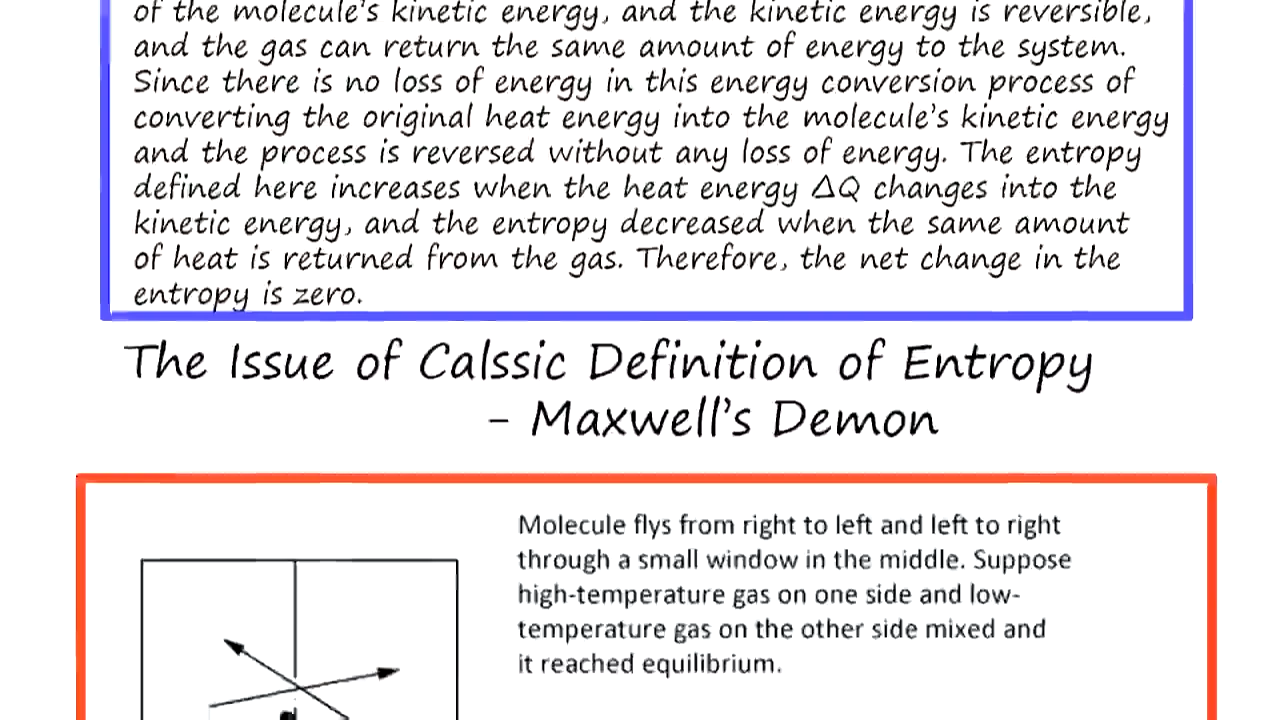 of the molecule's kinetic energy, and the kinetic energy is reversible,
and the gas can return the same amount of energy to the system.
Since there is no loss of energy in this energy conversion process of
converting the original heat energy into the molecule's kinetic energy
and the process is reversed without any loss of energy. The entropy
defined here increases when the heat energy ΔQ changes into the
kinetic energy, and the entropy decreased when the same amount
of heat is returned from the gas. Therefore, the net change in the
entropy is zero.
The Issue of Calssic Definition of Entropy
- Maxwell's Demon
Molecule flys from right to left and left to right
through a small window in the middle. Suppose
high-temperature gas on one side and low-
temperature gas on the other side mixed and
it reached equilibrium.